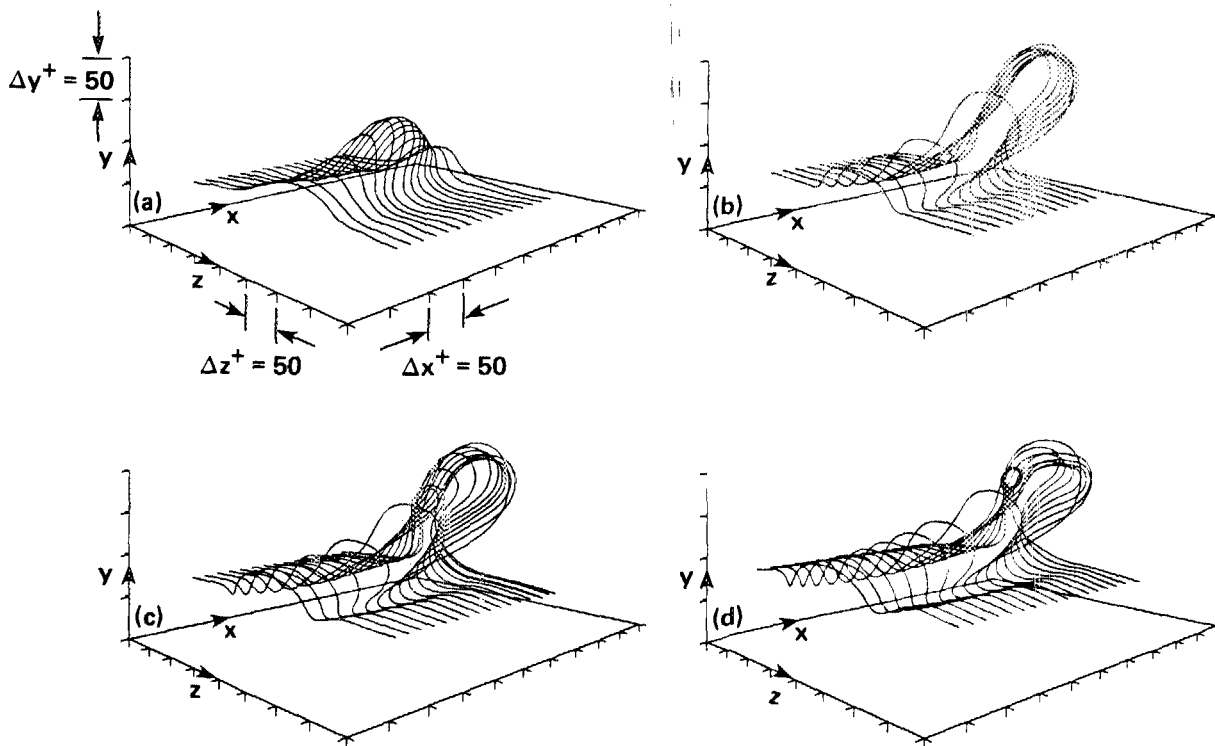 Δy⁺ = 50
y
(a)
x
z
Δz⁺ = 50
Δx⁺ = 50
y
(b)
x
z
y
(c)
x
z
y
(d)
x
z